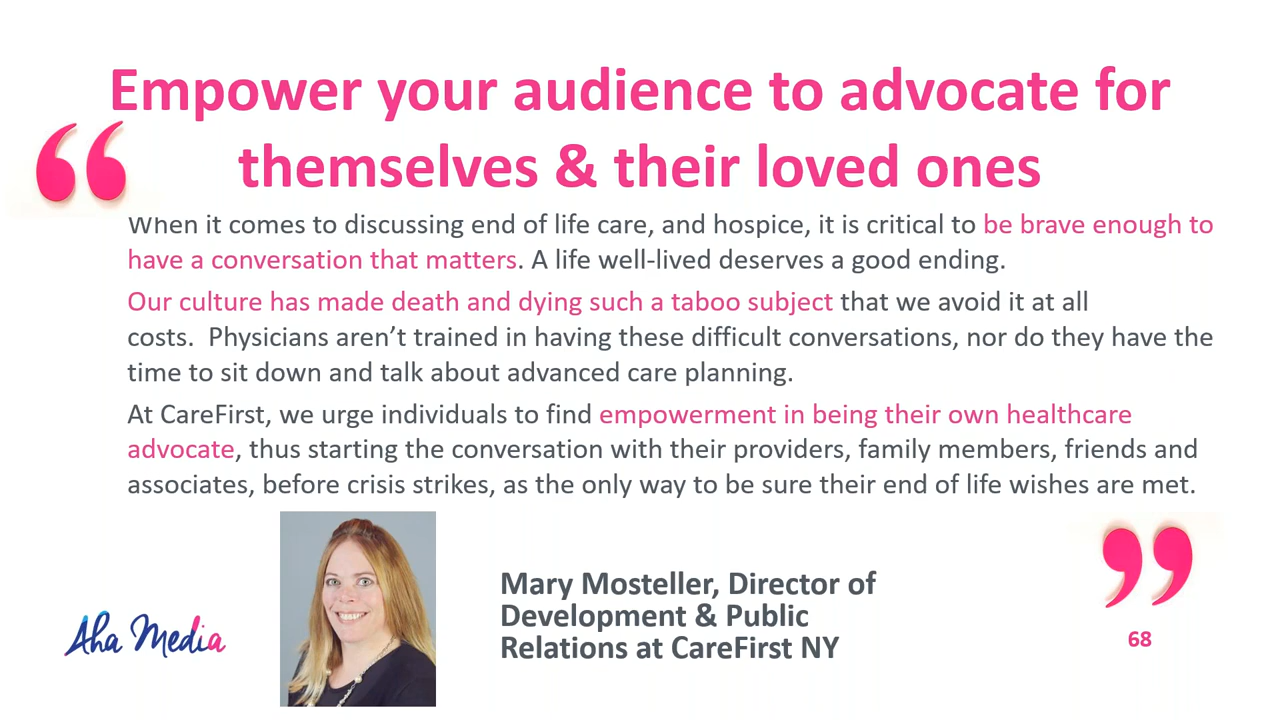 Empower your audience to advocate for
themselves & their loved ones
When it comes to discussing end of life care, and hospice, it is critical to be brave enough to
have a conversation that matters. A life well-lived deserves a good ending.
Our culture has made death and dying such a taboo subject that we avoid it at all
costs.  Physicians aren’t trained in having these difficult conversations, nor do they have the
time to sit down and talk about advanced care planning.
At CareFirst, we urge individuals to find empowerment in being their own healthcare
advocate, thus starting the conversation with their providers, family members, friends and
associates, before crisis strikes, as the only way to be sure their end of life wishes are met.
Mary Mosteller, Director of
Development & Public
Relations at CareFirst NY
Aha Media
68